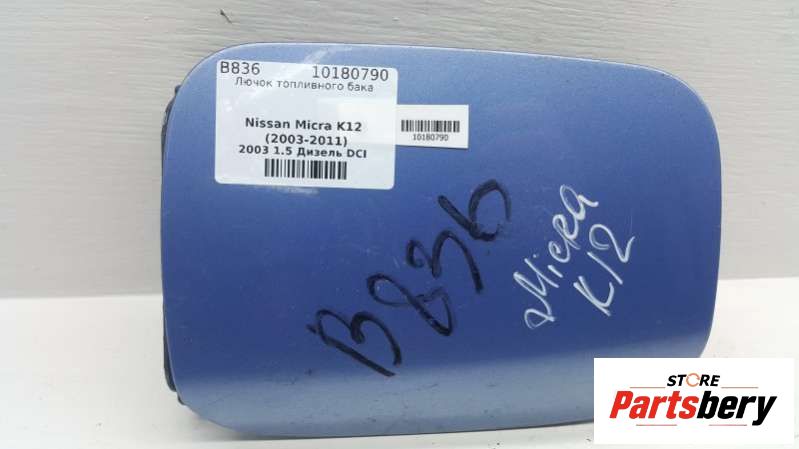 B836 10180790
Лючок топливного бака
Nissan Micra K12
(2003-2011)
2003 1.5 Дизель DCI
10180790
B836
Micra
K12
STORE
Partsbery